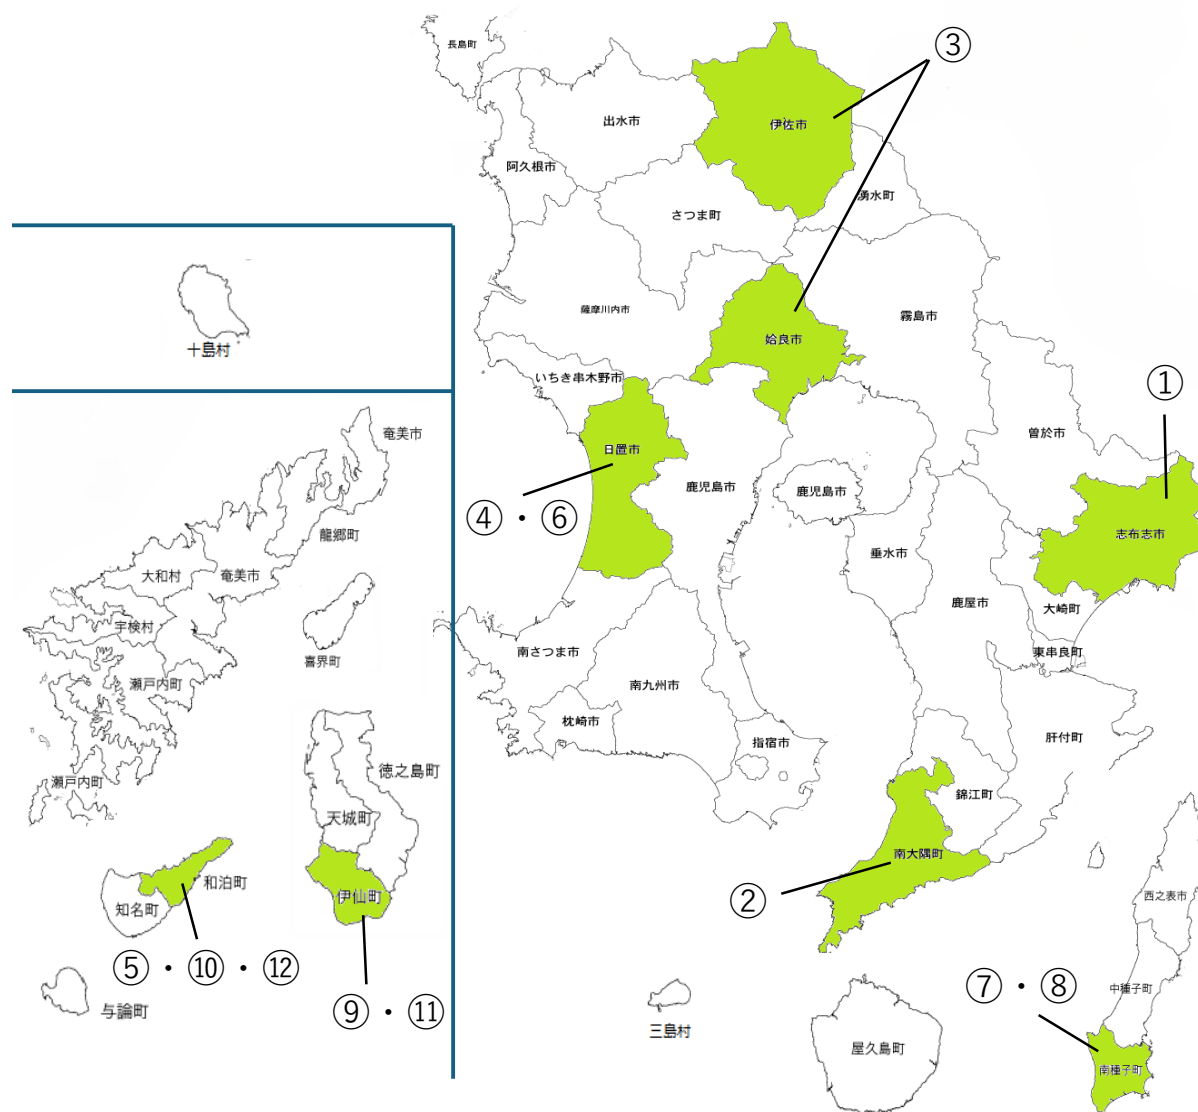 長島町
③
出水市
伊佐市
阿久根市
湧水町
さつま町
薩摩川内市
霧島市
姶良市
十島村
いちき串木野市
①
奄美市
曽於市
日置市
鹿児島市
鹿児島市
④ ・ ⑥
志布志市
龍郷町
垂水市
大和村
奄美市
鹿屋市
大崎町
宇検村
南さつま市
東串良町
喜界町
瀬戸内町
南九州市
枕崎市
指宿市
肝付町
徳之島町
瀬戸内町
錦江町
天城町
南大隅町
和泊町
伊仙町
西之表市
知名町
②
⑤ ・ ⑩ ・ ⑫
⑦ ・ ⑧
中種子町
与論町
⑨ ・ ⑪
三島村
屋久島町
南種子町